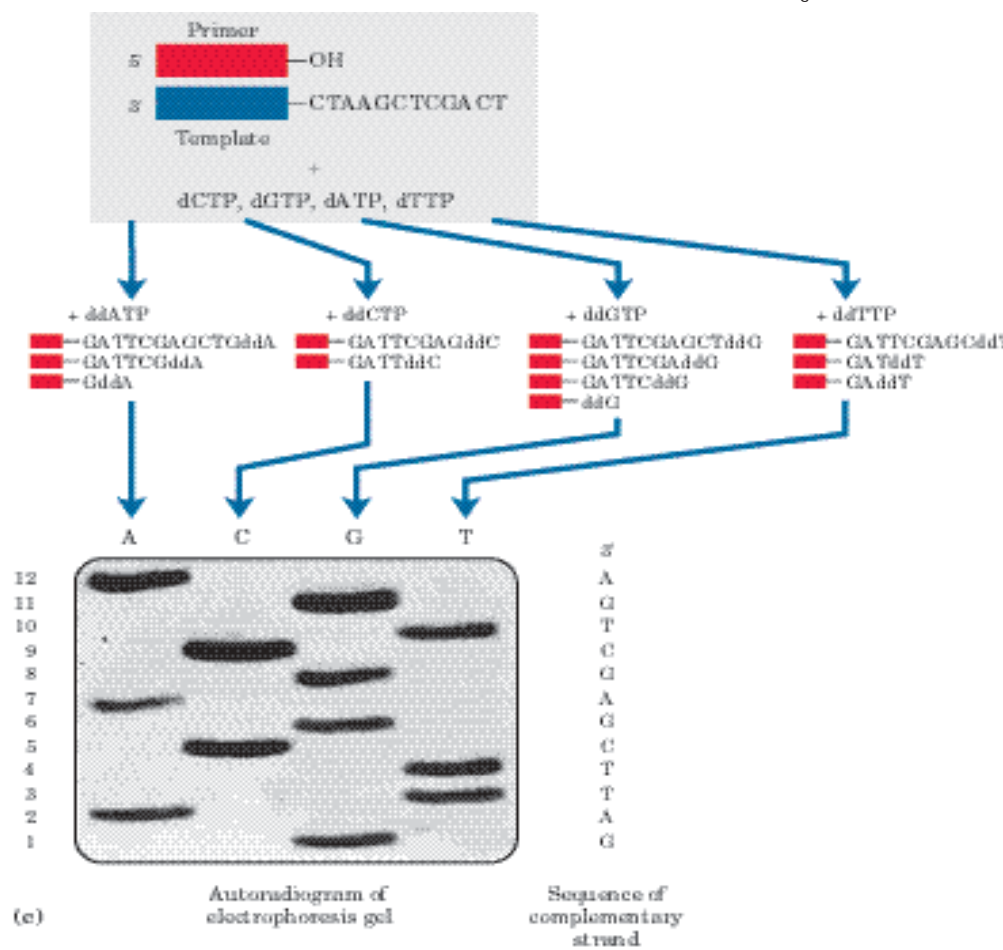 Primer
5' OH
3' CTAAGCTCGACT
Template
+
dCTP, dGTP, dATP, dTTP
+ ddATP + ddCTP + ddGTP + ddTTP
GATTCGAGCTGddA GATTCGAGddC GATTCGAGCTddG GATTCGAGCddT
GATTCGddA GATTddC GATTCGAddG GATddT
GddA GATTCddG GAddT
ddG
A C G T
3'
12 A
11 G
10 T
9 C
8 G
7 A
6 G
5 C
4 T
3 T
2 A
1 G
Autoradiogram of Sequence of
(c) electrophoresis gel complementary
strand